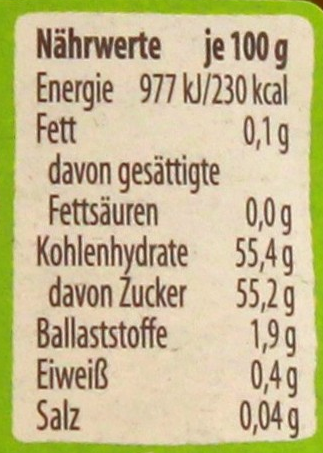 Nährwerte je 100 g
Energie 977 kJ/230 kcal
Fett 0,1 g
davon gesättigte
Fettsäuren 0,0 g
Kohlenhydrate 55,4 g
davon Zucker 55,2 g
Ballaststoffe 1,9 g
Eiweiß 0,4 g
Salz 0,04 g